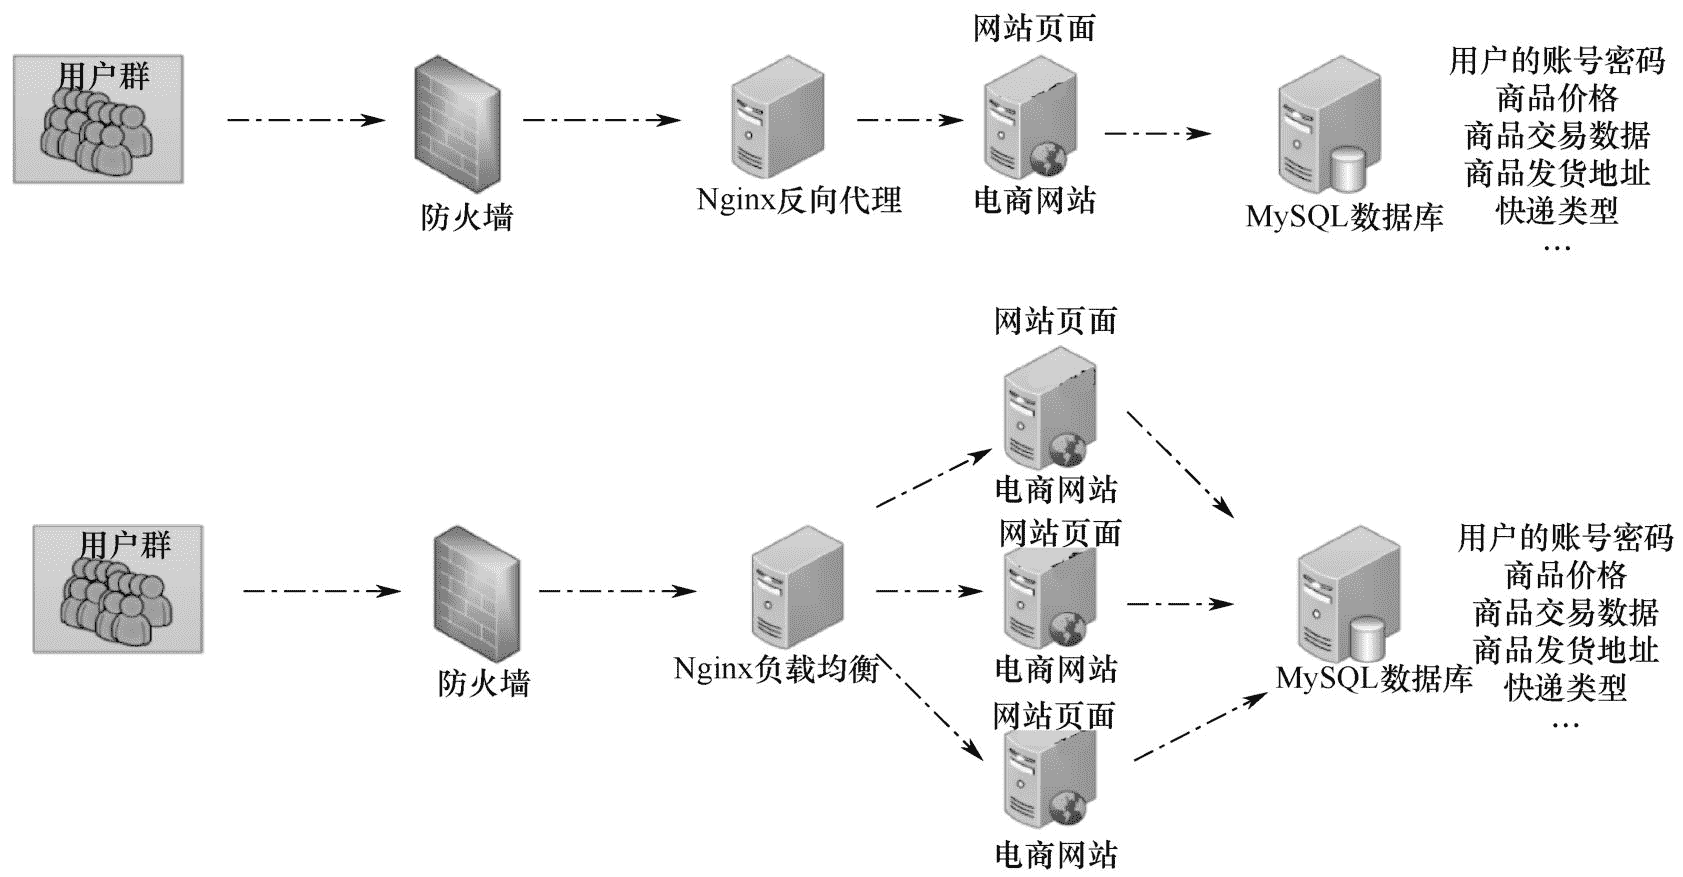 网站页面
用户群
用户的账号密码
商品价格
商品交易数据
商品发货地址
快递类型
…
防火墙
Nginx反向代理
电商网站
MySQL数据库
网站页面
电商网站
用户群
网站页面
用户的账号密码
商品价格
商品交易数据
商品发货地址
快递类型
…
防火墙
Nginx负载均衡
电商网站
MySQL数据库
网站页面
电商网站